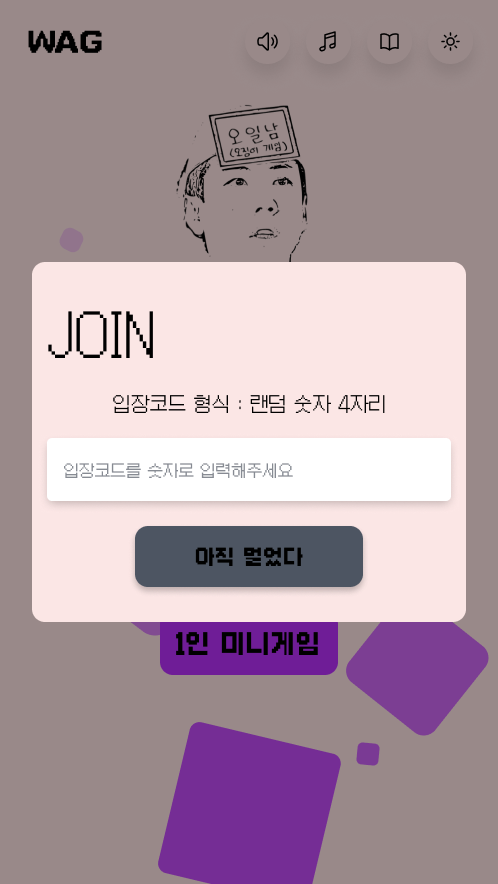 WAG
오일남
(오징어 게임)
JOIN
입장코드 형식 : 랜덤 숫자 4자리
입장코드를 숫자로 입력해주세요
아직 멀었다
1인 미니게임